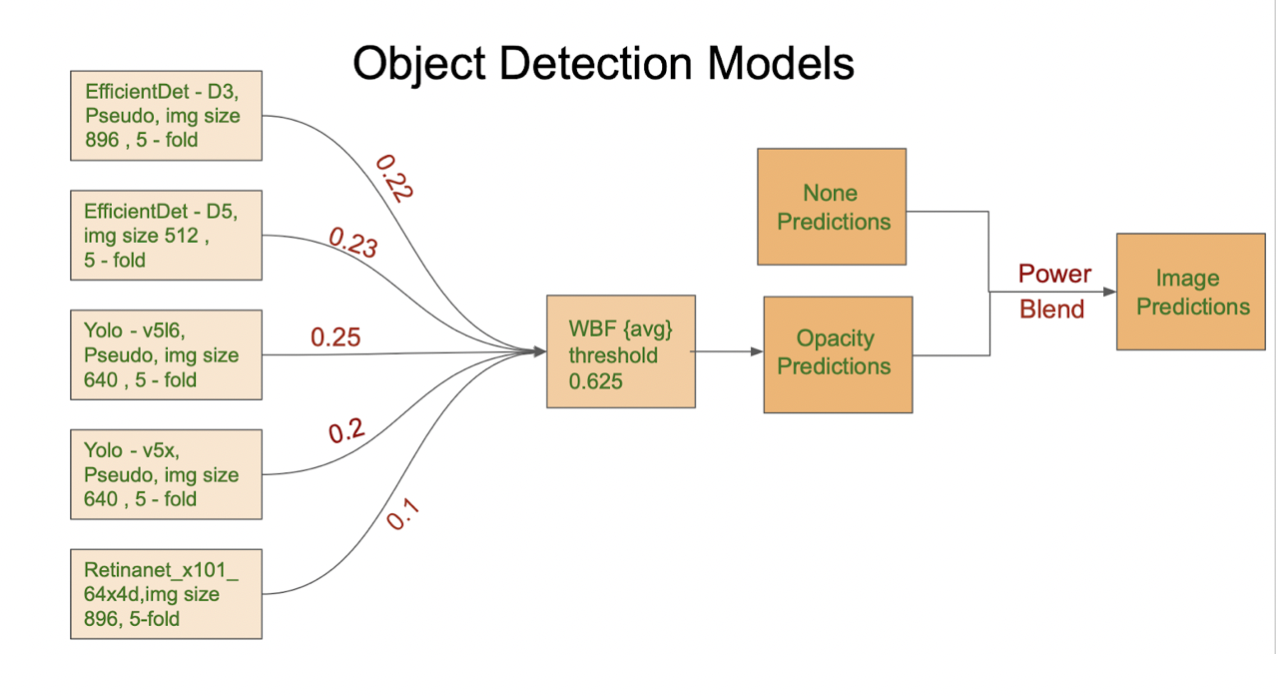 Object Detection Models
EfficientDet - D3,
Pseudo, img size
896 , 5 - fold
0.22
EfficientDet - D5,
img size 512 ,
5 - fold
0.23
Yolo - v5l6,
Pseudo, img size
640 , 5 - fold
0.25
Yolo - v5x,
Pseudo, img size
640 , 5 - fold
0.2
Retinanet_x101_
64x4d,img size
896, 5-fold
0.1
WBF {avg}
threshold
0.625
None
Predictions
Opacity
Predictions
Power
Blend
Image
Predictions